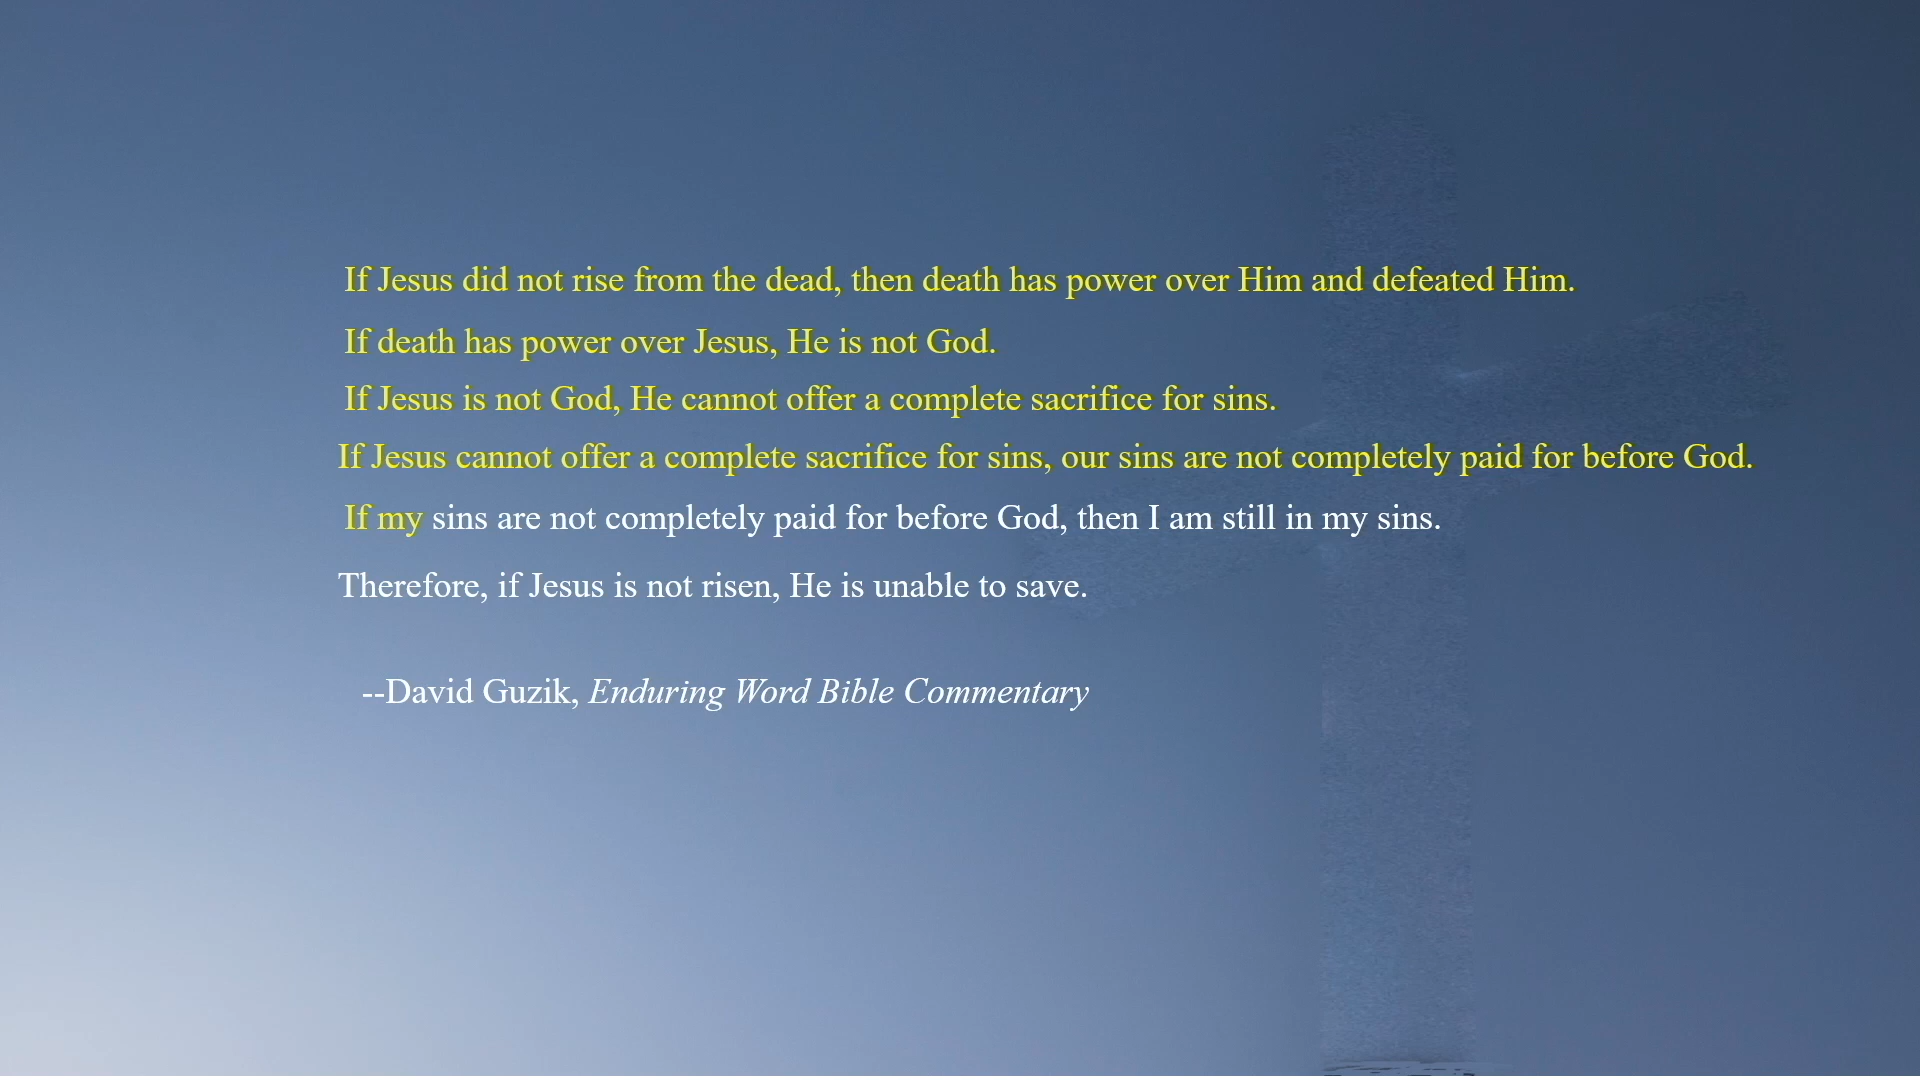 If Jesus did not rise from the dead, then death has power over Him and defeated Him.
If death has power over Jesus, He is not God.
If Jesus is not God, He cannot offer a complete sacrifice for sins.
If Jesus cannot offer a complete sacrifice for sins, our sins are not completely paid for before God.
If my sins are not completely paid for before God, then I am still in my sins.
Therefore, if Jesus is not risen, He is unable to save.
--David Guzik, Enduring Word Bible Commentary